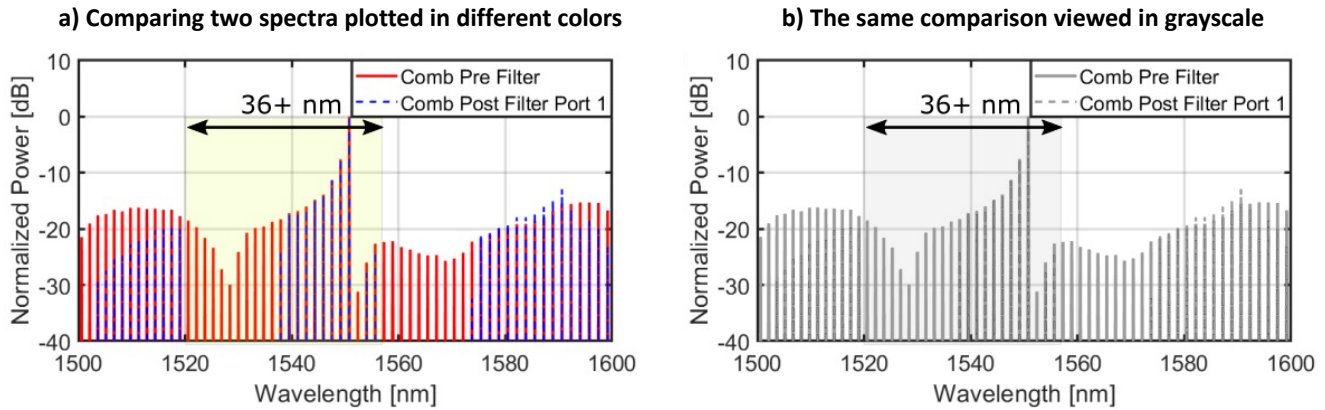 a) Comparing two spectra plotted in different colors
10
0
-10
-20
-30
-40
Normalized Power [dB]
Comb Pre Filter
Comb Post Filter Port 1
36+ nm
1500 1520 1540 1560 1580 1600
Wavelength [nm]
b) The same comparison viewed in grayscale
10
0
-10
-20
-30
-40
Normalized Power [dB]
Comb Pre Filter
Comb Post Filter Port 1
36+ nm
1500 1520 1540 1560 1580 1600
Wavelength [nm]